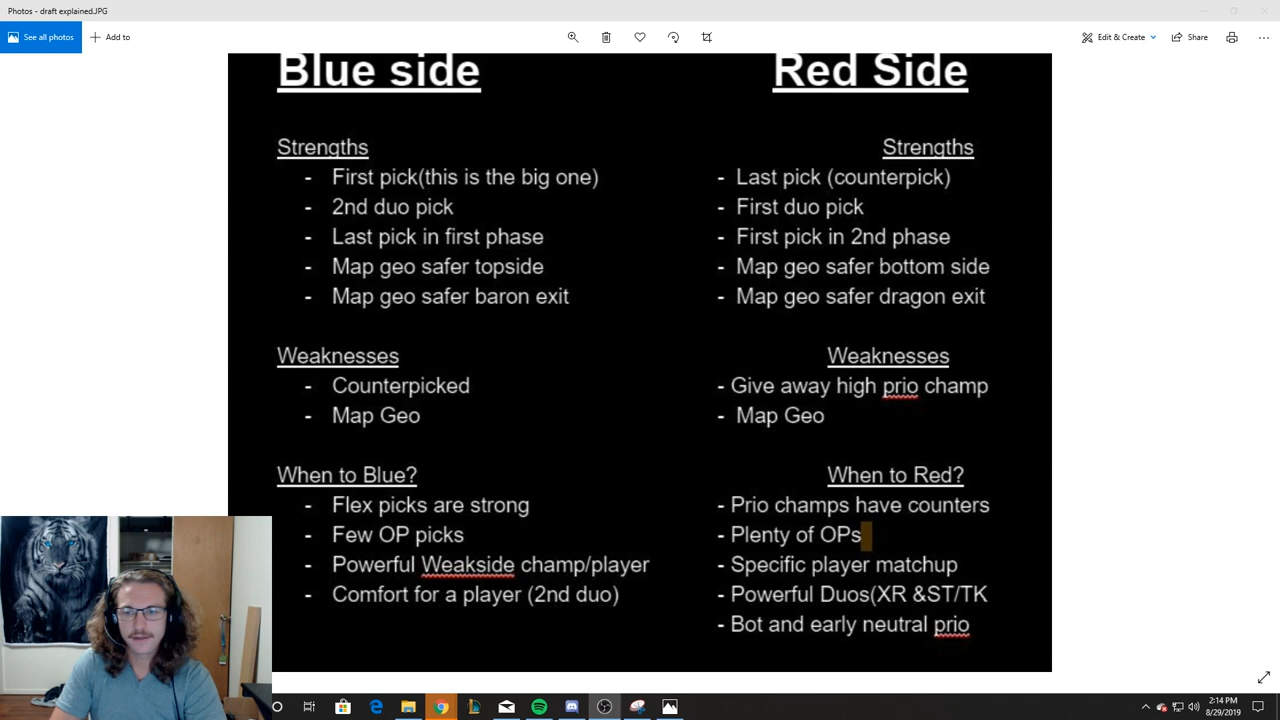 Photos - draft explained.JPG
See all photos
Add to
Edit & Create
Share
Blue side
Strengths
- First pick(this is the big one)
- 2nd duo pick
- Last pick in first phase
- Map geo safer topside
- Map geo safer baron exit
Weaknesses
- Counterpicked
- Map Geo
When to Blue?
- Flex picks are strong
- Few OP picks
- Powerful Weakside champ/player
- Comfort for a player (2nd duo)
Red Side
Strengths
- Last pick (counterpick)
- First duo pick
- First pick in 2nd phase
- Map geo safer bottom side
- Map geo safer dragon exit
Weaknesses
- Give away high prio champ
- Map Geo
When to Red?
- Prio champs have counters
- Plenty of OPs
- Specific player matchup
- Powerful Duos(XR &ST/TK
- Bot and early neutral prio
2:14 PM
8/29/2019